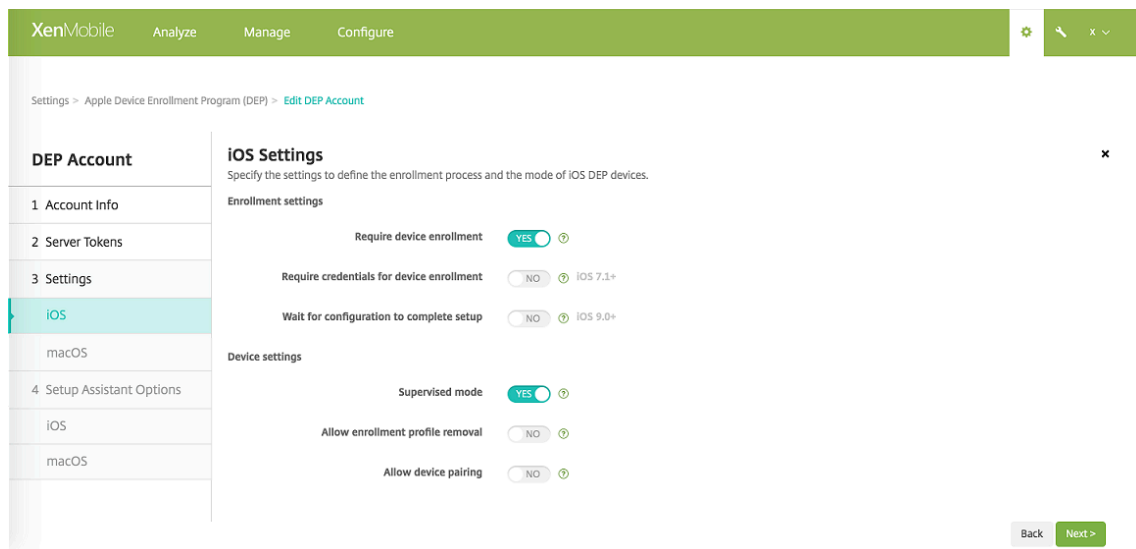 XenMobile Analyze Manage Configure X
Settings > Apple Device Enrollment Program (DEP) > Edit DEP Account
DEP Account
1 Account Info
2 Server Tokens
3 Settings
iOS
macOS
4 Setup Assistant Options
iOS
macOS
iOS Settings
Specify the settings to define the enrollment process and the mode of iOS DEP devices.
Enrollment settings
Require device enrollment YES ?
Require credentials for device enrollment NO ? iOS 7.1+
Wait for configuration to complete setup NO ? iOS 9.0+
Device settings
Supervised mode YES ?
Allow enrollment profile removal NO ?
Allow device pairing NO ?
Back Next >